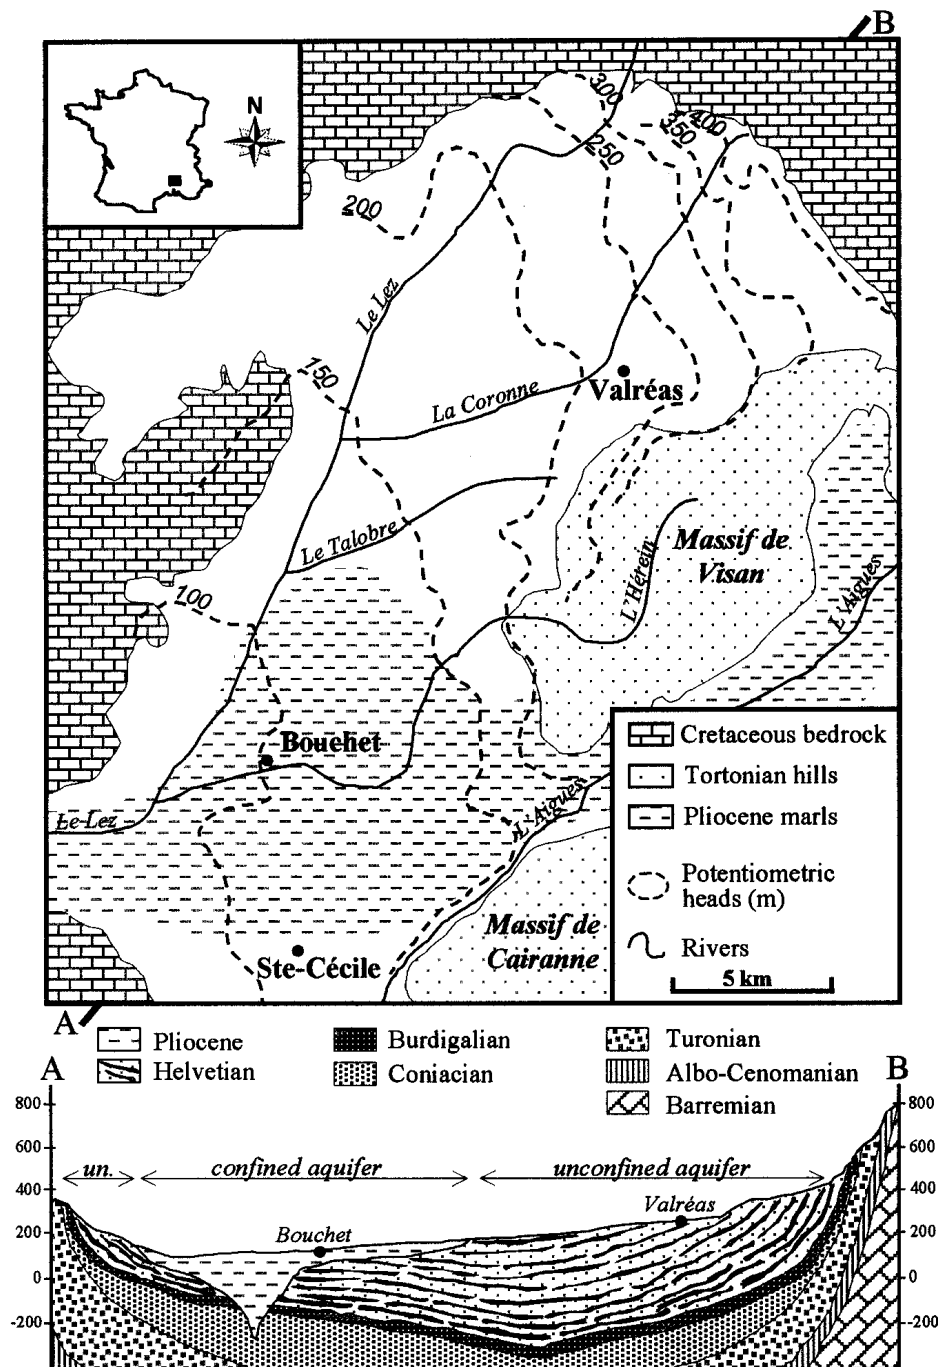 B
N
300
350
400
250
200
Le Lez
150
La Coronne
Valréas
Le Talobre
Massif de
Visan
L'Hérein
L'Aigues
100
Bouchet
Le Lez
L'Aigues
Massif de
Cairanne
Ste-Cécile
Cretaceous bedrock
Tortonian hills
Pliocene marls
Potentiometric
heads (m)
Rivers
5 km
A
Pliocene
Helvetian
Burdigalian
Coniacian
Turonian
Albo-Cenomanian
Barremian
A
B
800
600
400
200
0
-200
un.
confined aquifer
unconfined aquifer
Bouchet
Valréas
800
600
400
200
0
-200